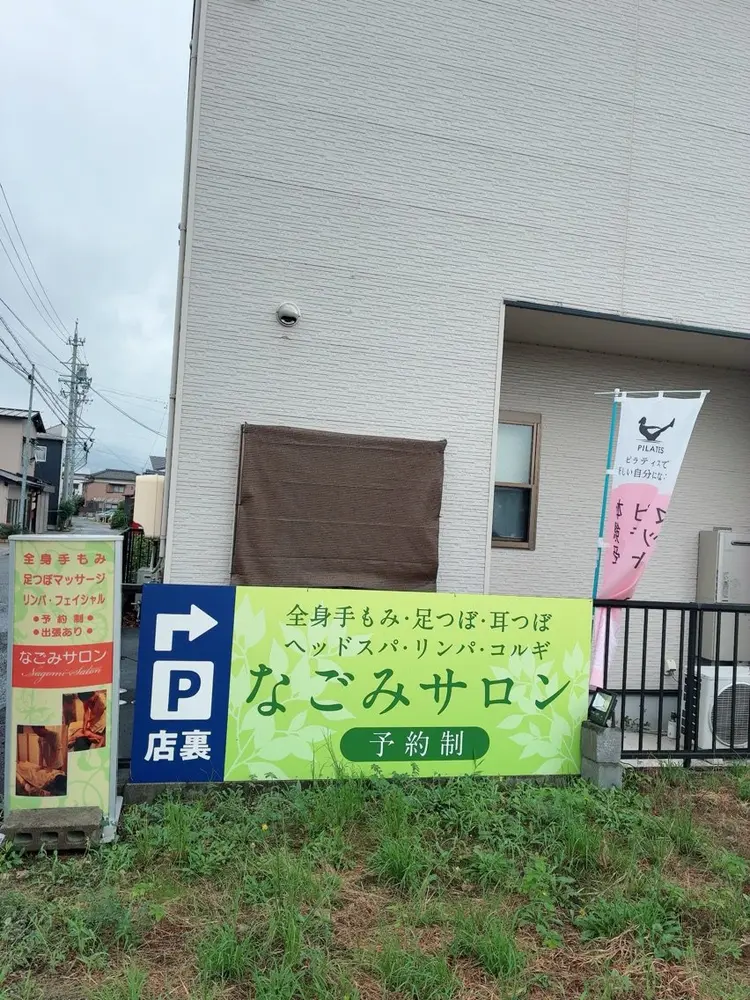 全身手もみ
足つぼマッサージ
リンパ・フェイシャル
●予約制●
●出張あり●
なごみサロン
Nagomi-salon
P
店裏
全身手もみ・足つぼ・耳つぼ
ヘッドスパ・リンパ・コルギ
なごみサロン
予約制
PILATES
ピラティスで